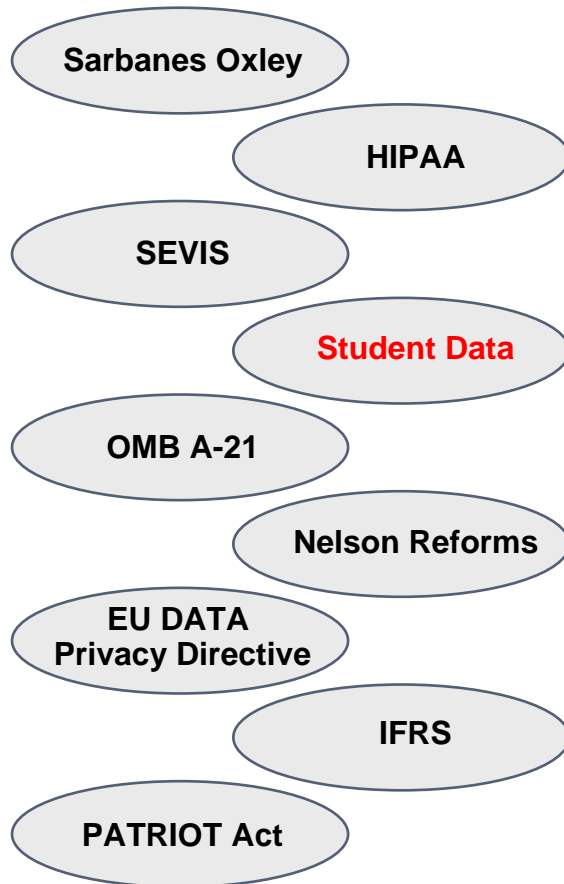 Sarbanes Oxley
HIPAA
SEVIS
Student Data
OMB A-21
Nelson Reforms
EU DATA
Privacy Directive
IFRS
PATRIOT Act